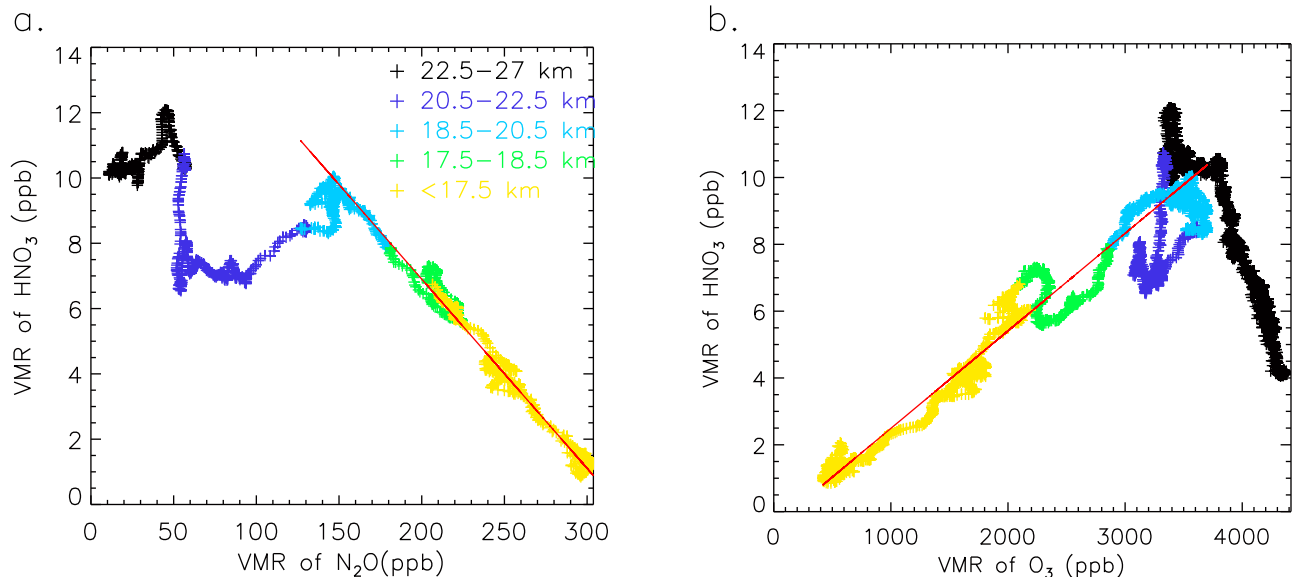 a.
14
12
10
8
6
4
2
0
VMR of HNO₃ (ppb)
+ 22.5−27 km
+ 20.5−22.5 km
+ 18.5−20.5 km
+ 17.5−18.5 km
+ <17.5 km
0 50 100 150 200 250 300
VMR of N₂O(ppb)
b.
14
12
10
8
6
4
2
0
VMR of HNO₃ (ppb)
0 1000 2000 3000 4000
VMR of O₃ (ppb)